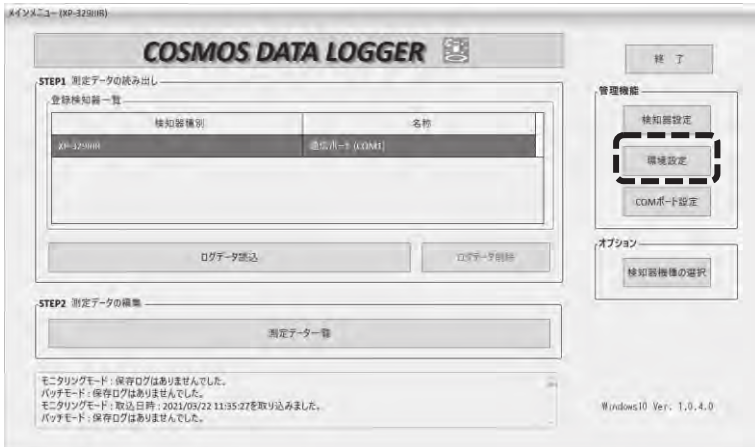 メインメニュー (XP-329ⅢR)
COSMOS DATA LOGGER
終 了
STEP1 測定データの読み出し
登録検知器一覧
検知器種別 名称
XP-329ⅢR 通信ポート (COM1)
ログデータ読込 ログデータ削除
STEP2 測定データの編集
測定データ一覧
モニタリングモード : 保存ログはありませんでした。
バッチモード : 保存ログはありませんでした。
モニタリングモード : 取込日時 : 2021/03/22 11:35:27を取り込みました。
バッチモード : 保存ログはありませんでした。
管理機能
検知器設定
環境設定
COMポート設定
オプション
検知器機種の選択
Windows10 Ver. 1.0.4.0